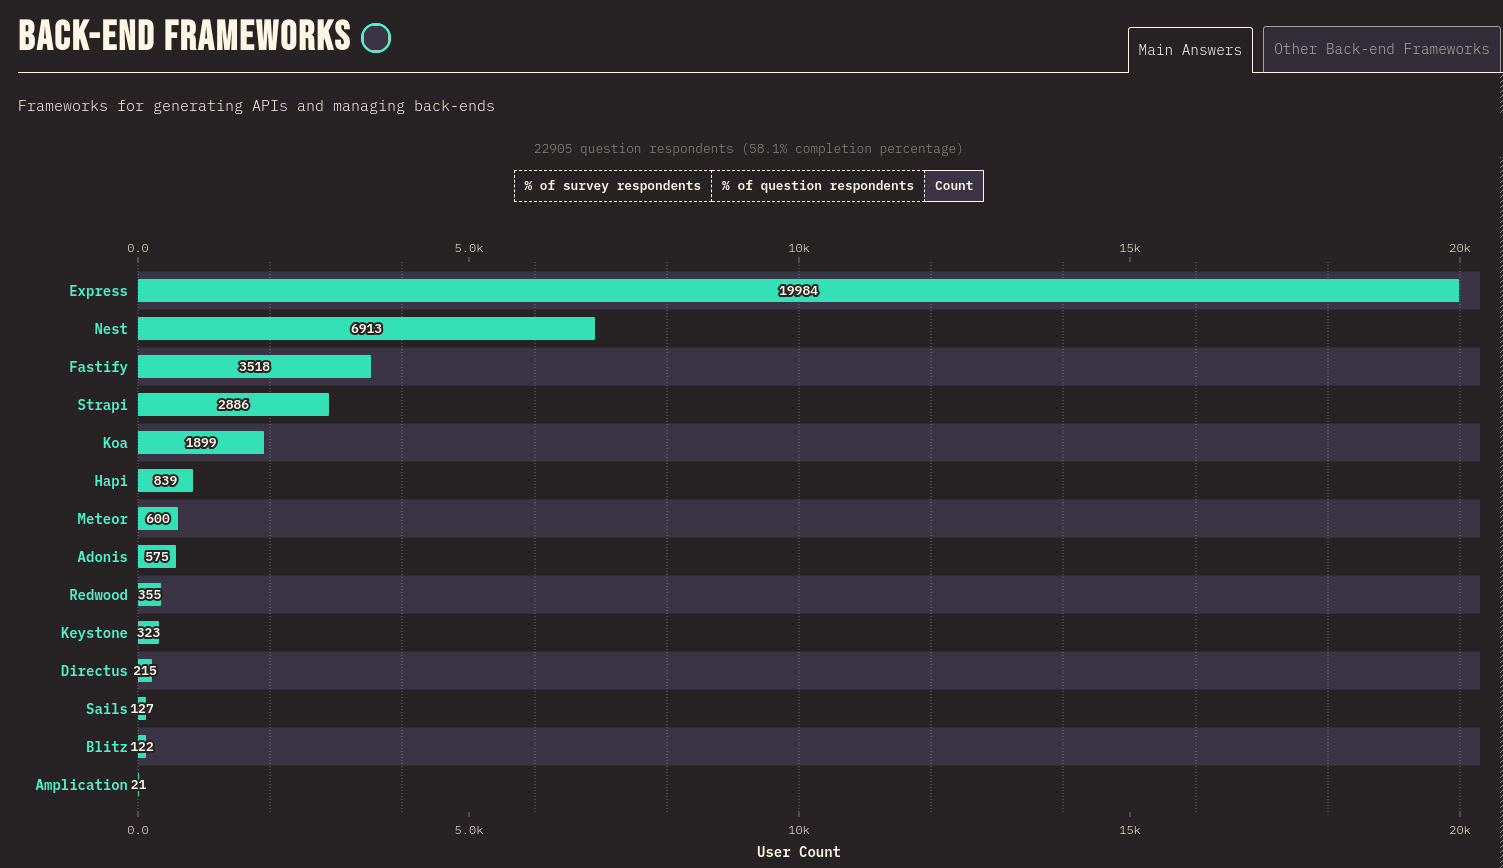 BACK-END FRAMEWORKS
Main Answers
Other Back-end Frameworks
Frameworks for generating APIs and managing back-ends
22905 question respondents (58.1% completion percentage)
% of survey respondents
% of question respondents
Count
0.0 5.0k 10k 15k 20k
Express 19984
Nest 6913
Fastify 3518
Strapi 2886
Koa 1899
Hapi 839
Meteor 600
Adonis 575
Redwood 355
Keystone 323
Directus 215
Sails 127
Blitz 122
Amplication 21
0.0 5.0k 10k 15k 20k
User Count